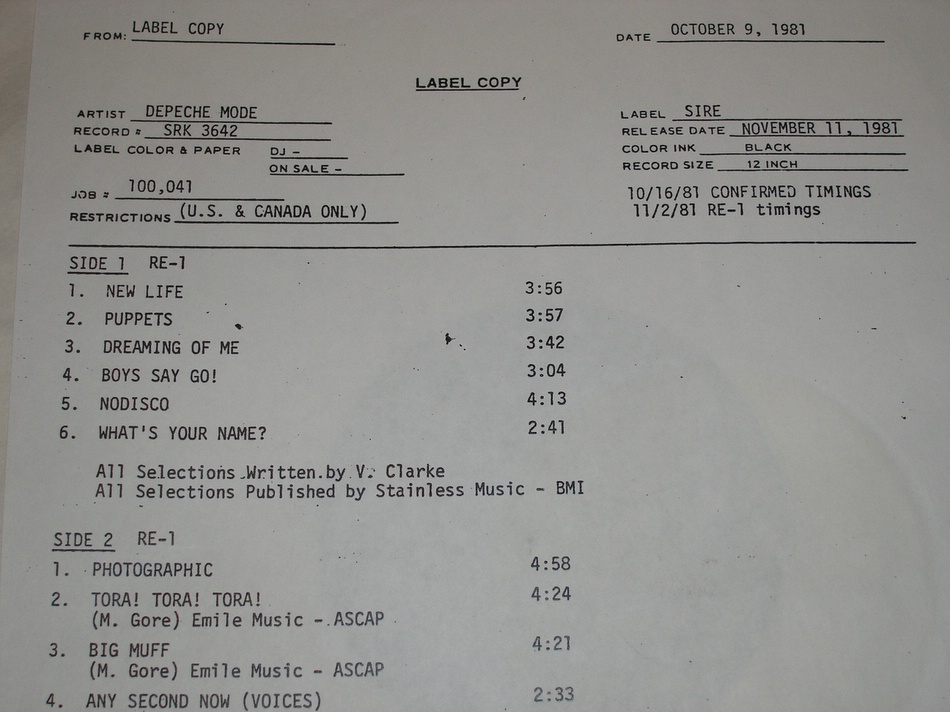 FROM: LABEL COPY
DATE OCTOBER 9, 1981
LABEL COPY
ARTIST DEPECHE MODE
LABEL SIRE
RECORD # SRK 3642
RELEASE DATE NOVEMBER 11, 1981
LABEL COLOR & PAPER DJ -
COLOR INK BLACK
ON SALE -
RECORD SIZE 12 INCH
JOB # 100,041
10/16/81 CONFIRMED TIMINGS
RESTRICTIONS (U.S. & CANADA ONLY)
11/2/81 RE-1 timings
SIDE 1 RE-1
1. NEW LIFE 3:56
2. PUPPETS 3:57
3. DREAMING OF ME 3:42
4. BOYS SAY GO! 3:04
5. NODISCO 4:13
6. WHAT'S YOUR NAME? 2:41
All Selections Written by V. Clarke
All Selections Published by Stainless Music - BMI
SIDE 2 RE-1
1. PHOTOGRAPHIC 4:58
2. TORA! TORA! TORA! 4:24
(M. Gore) Emile Music - ASCAP
3. BIG MUFF 4:21
(M. Gore) Emile Music - ASCAP
4. ANY SECOND NOW (VOICES) 2:33